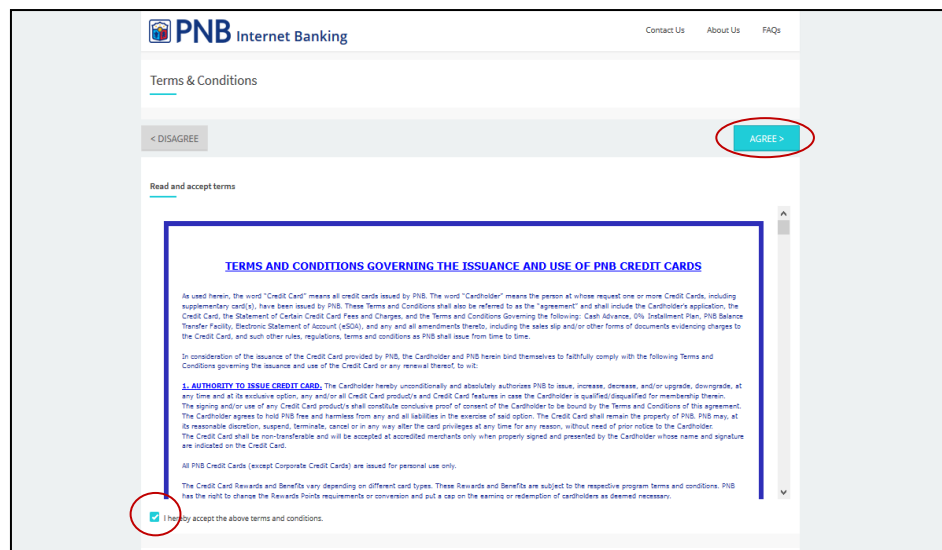 PNB Internet Banking
Contact Us About Us FAQs
Terms & Conditions
< DISAGREE
AGREE >
Read and accept terms
TERMS AND CONDITIONS GOVERNING THE ISSUANCE AND USE OF PNB CREDIT CARDS
As used herein, the word "Credit Card" means all credit cards issued by PNB. The word "Cardholder" means the person at whose request one or more Credit Cards, including
supplementary card(s), have been issued by PNB. These Terms and Conditions shall also be referred to as the "agreement" and shall include the Cardholder's application, the
Credit Card, the Statement of Certain Credit Card Fees and Charges, and the Terms and Conditions Governing the following: Cash Advance, 0% Installment Plan, PNB Balance
Transfer Facility, Electronic Statement of Account (eSOA), and any and all amendments thereto, including the sales slip and/or other forms of documents evidencing charges to
the Credit Card, and such other rules, regulations, terms and conditions as PNB shall issue from time to time.
In consideration of the issuance of the Credit Card provided by PNB, the Cardholder and PNB herein bind themselves to faithfully comply with the following Terms and
Conditions governing the issuance and use of the Credit Card or any renewal thereof, to wit:
1. AUTHORITY TO ISSUE CREDIT CARD. The Cardholder hereby unconditionally and absolutely authorizes PNB to issue, increase, decrease, and/or upgrade, downgrade, at
any time and at its exclusive option, any and/or all Credit Card product/s and Credit Card features in case the Cardholder is qualified/disqualified for membership therein.
The signing and/or use of any Credit Card product/s shall constitute conclusive proof of consent of the Cardholder to be bound by the Terms and Conditions of this agreement.
The Cardholder agrees to hold PNB free and harmless from any and all liabilities in the exercise of said option. The Credit Card shall remain the property of PNB. PNB may, at
its reasonable discretion, suspend, terminate, cancel or in any way alter the card privileges at any time for any reason, without need of prior notice to the Cardholder.
The Credit Card shall be non-transferable and will be accepted at accredited merchants only when properly signed and presented by the Cardholder whose name and signature
are indicated on the Credit Card.
All PNB Credit Cards (except Corporate Credit Cards) are issued for personal use only.
The Credit Card Rewards and Benefits vary depending on different card types. These Rewards and Benefits are subject to the respective program terms and conditions. PNB
has the right to change the Rewards Points requirements or conversion and put a cap on the earning or redemption of cardholders as deemed necessary.
I hereby accept the above terms and conditions.